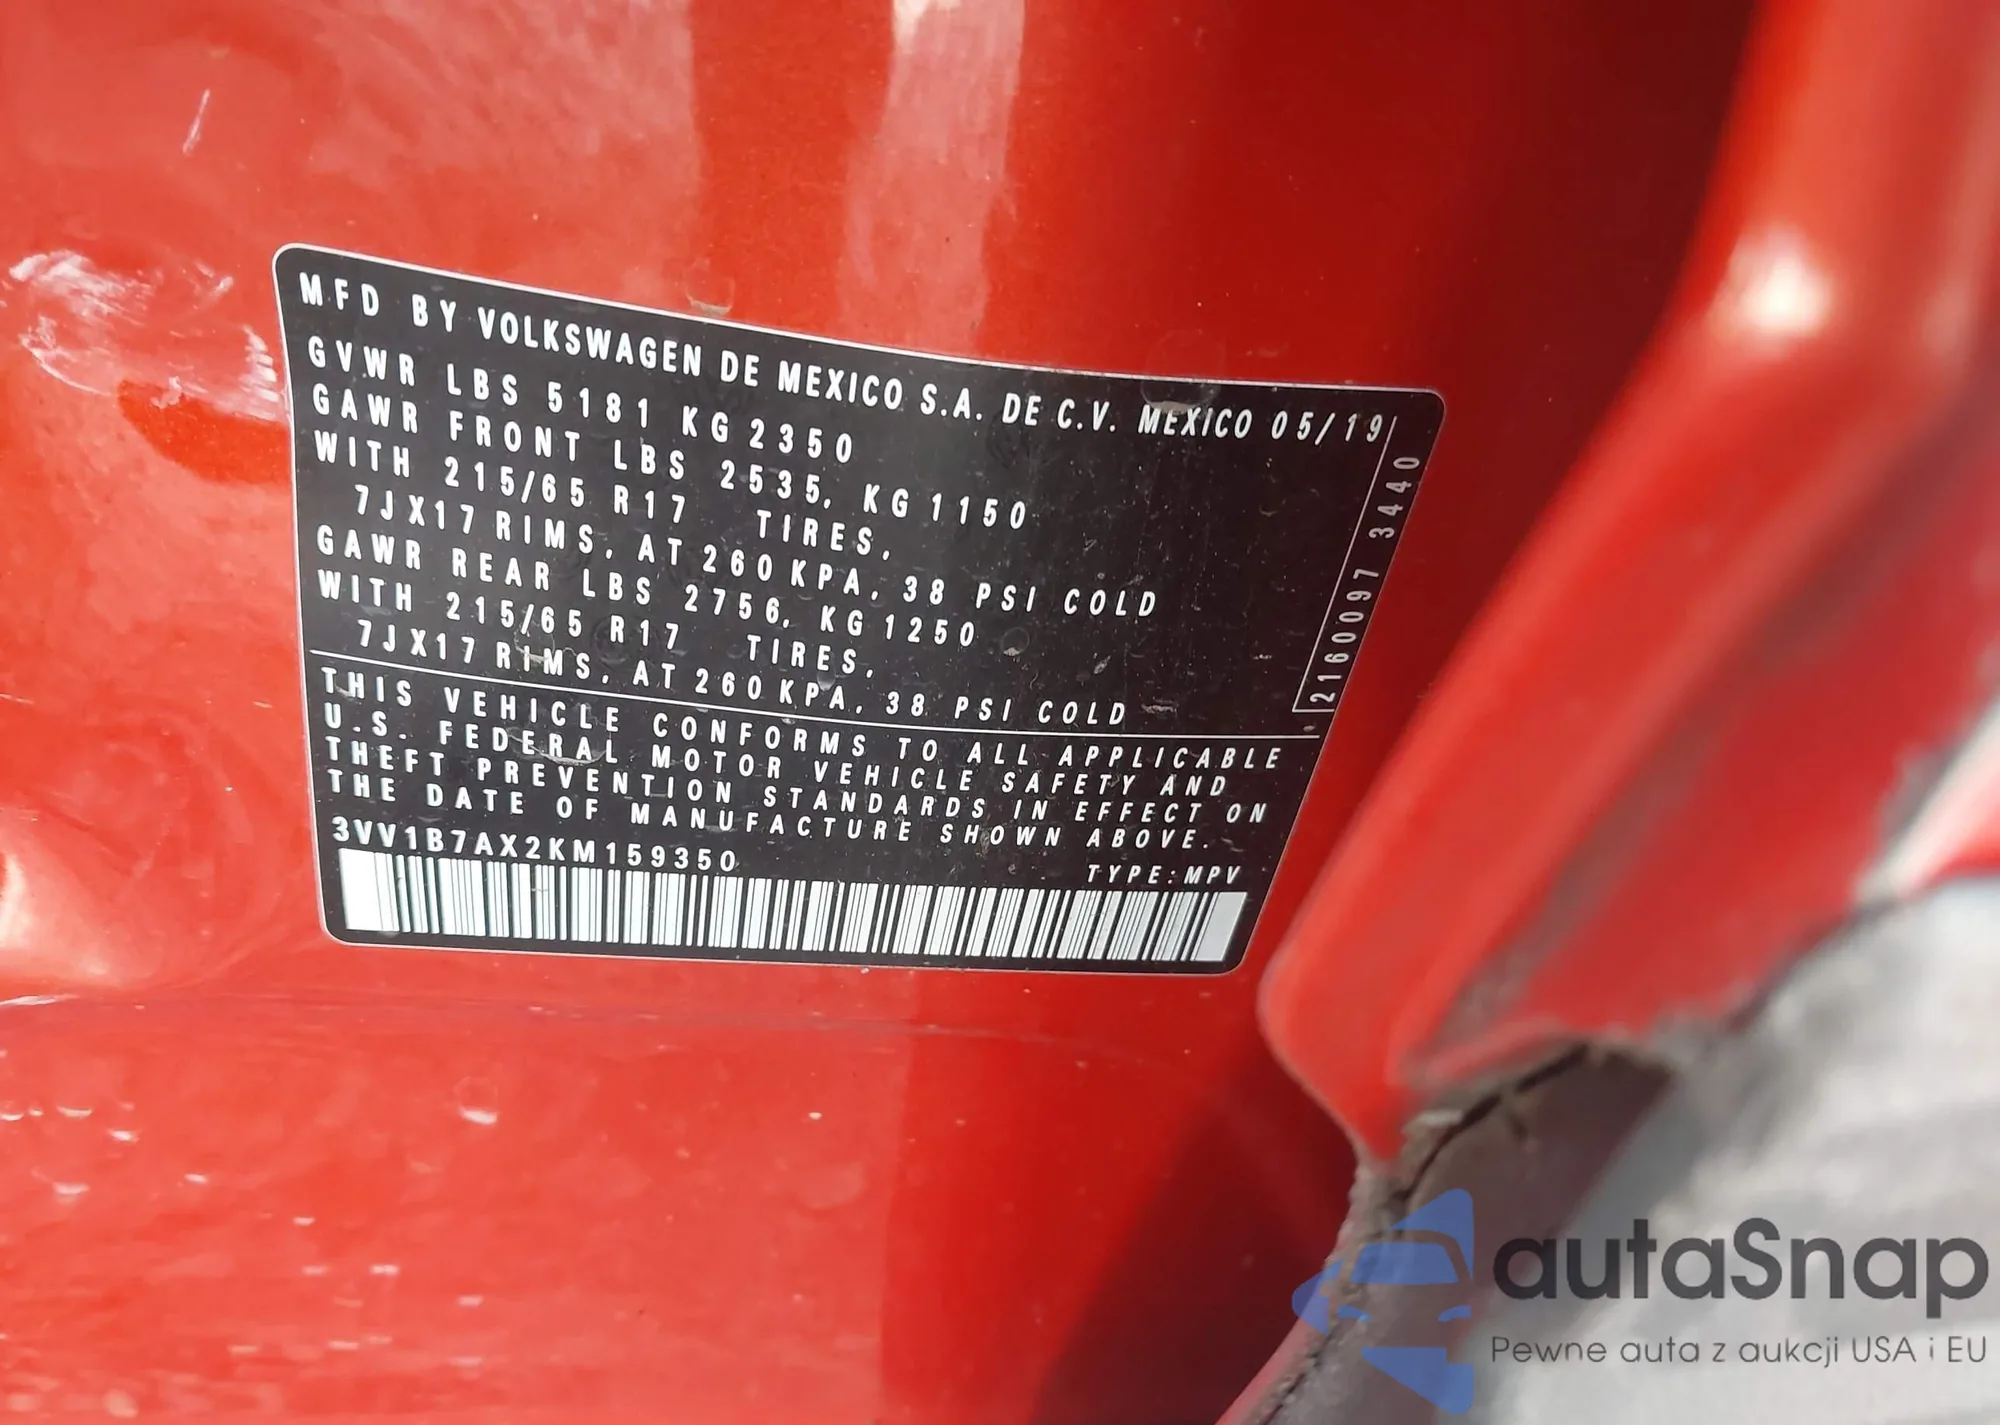 MFD BY VOLKSWAGEN DE MEXICO S.A. DE C.V. MEXICO 05/19
GVWR LBS 5181 KG 2350
GAWR FRONT LBS 2535, KG 1150
WITH 215/65 R17 TIRES,
7JX17 RIMS, AT 260 KPA, 38 PSI COLD
GAWR REAR LBS 2756, KG 1250
WITH 215/65 R17 TIRES,
7JX17 RIMS, AT 260 KPA, 38 PSI COLD
2160097 3440
THIS VEHICLE CONFORMS TO ALL APPLICABLE
U.S. FEDERAL MOTOR VEHICLE SAFETY AND
THEFT PREVENTION STANDARDS IN EFFECT ON
THE DATE OF MANUFACTURE SHOWN ABOVE.
3VV1B7AX2KM159350
TYPE: MPV
autaSnap
Pewne auta z aukcji USA i EU